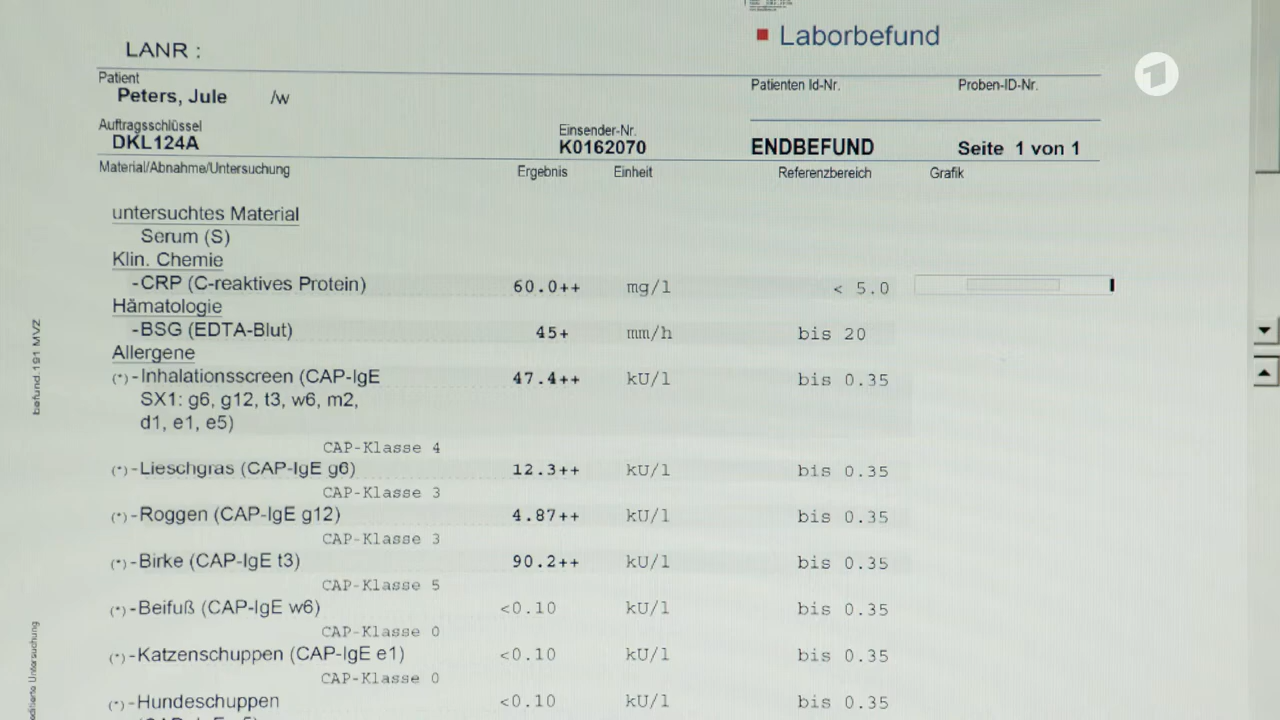 Laborbefund
LANR :
Patient
Patienten Id-Nr. Proben-ID-Nr.
Peters, Jule /w
Auftragsschlüssel
Einsender-Nr.
DKL124A K0162070 ENDBEFUND Seite 1 von 1
Material/Abnahme/Untersuchung Ergebnis Einheit Referenzbereich Grafik
untersuchtes Material
Serum (S)
Klin. Chemie
-CRP (C-reaktives Protein) 60.0++ mg/l < 5.0
Hämatologie
-BSG (EDTA-Blut) 45+ mm/h bis 20
Allergene
(*)-Inhalationsscreen (CAP-IgE 47.4++ kU/l bis 0.35
SX1: g6, g12, t3, w6, m2,
d1, e1, e5)
CAP-Klasse 4
(*)-Lieschgras (CAP-IgE g6) 12.3++ kU/l bis 0.35
CAP-Klasse 3
(*)-Roggen (CAP-IgE g12) 4.87++ kU/l bis 0.35
CAP-Klasse 3
(*)-Birke (CAP-IgE t3) 90.2++ kU/l bis 0.35
CAP-Klasse 5
(*)-Beifuß (CAP-IgE w6) <0.10 kU/l bis 0.35
CAP-Klasse 0
(*)-Katzenschuppen (CAP-IgE e1) <0.10 kU/l bis 0.35
CAP-Klasse 0
(*)-Hundeschuppen <0.10 kU/l bis 0.35
befund.191 MVZ
Untersuchung
1